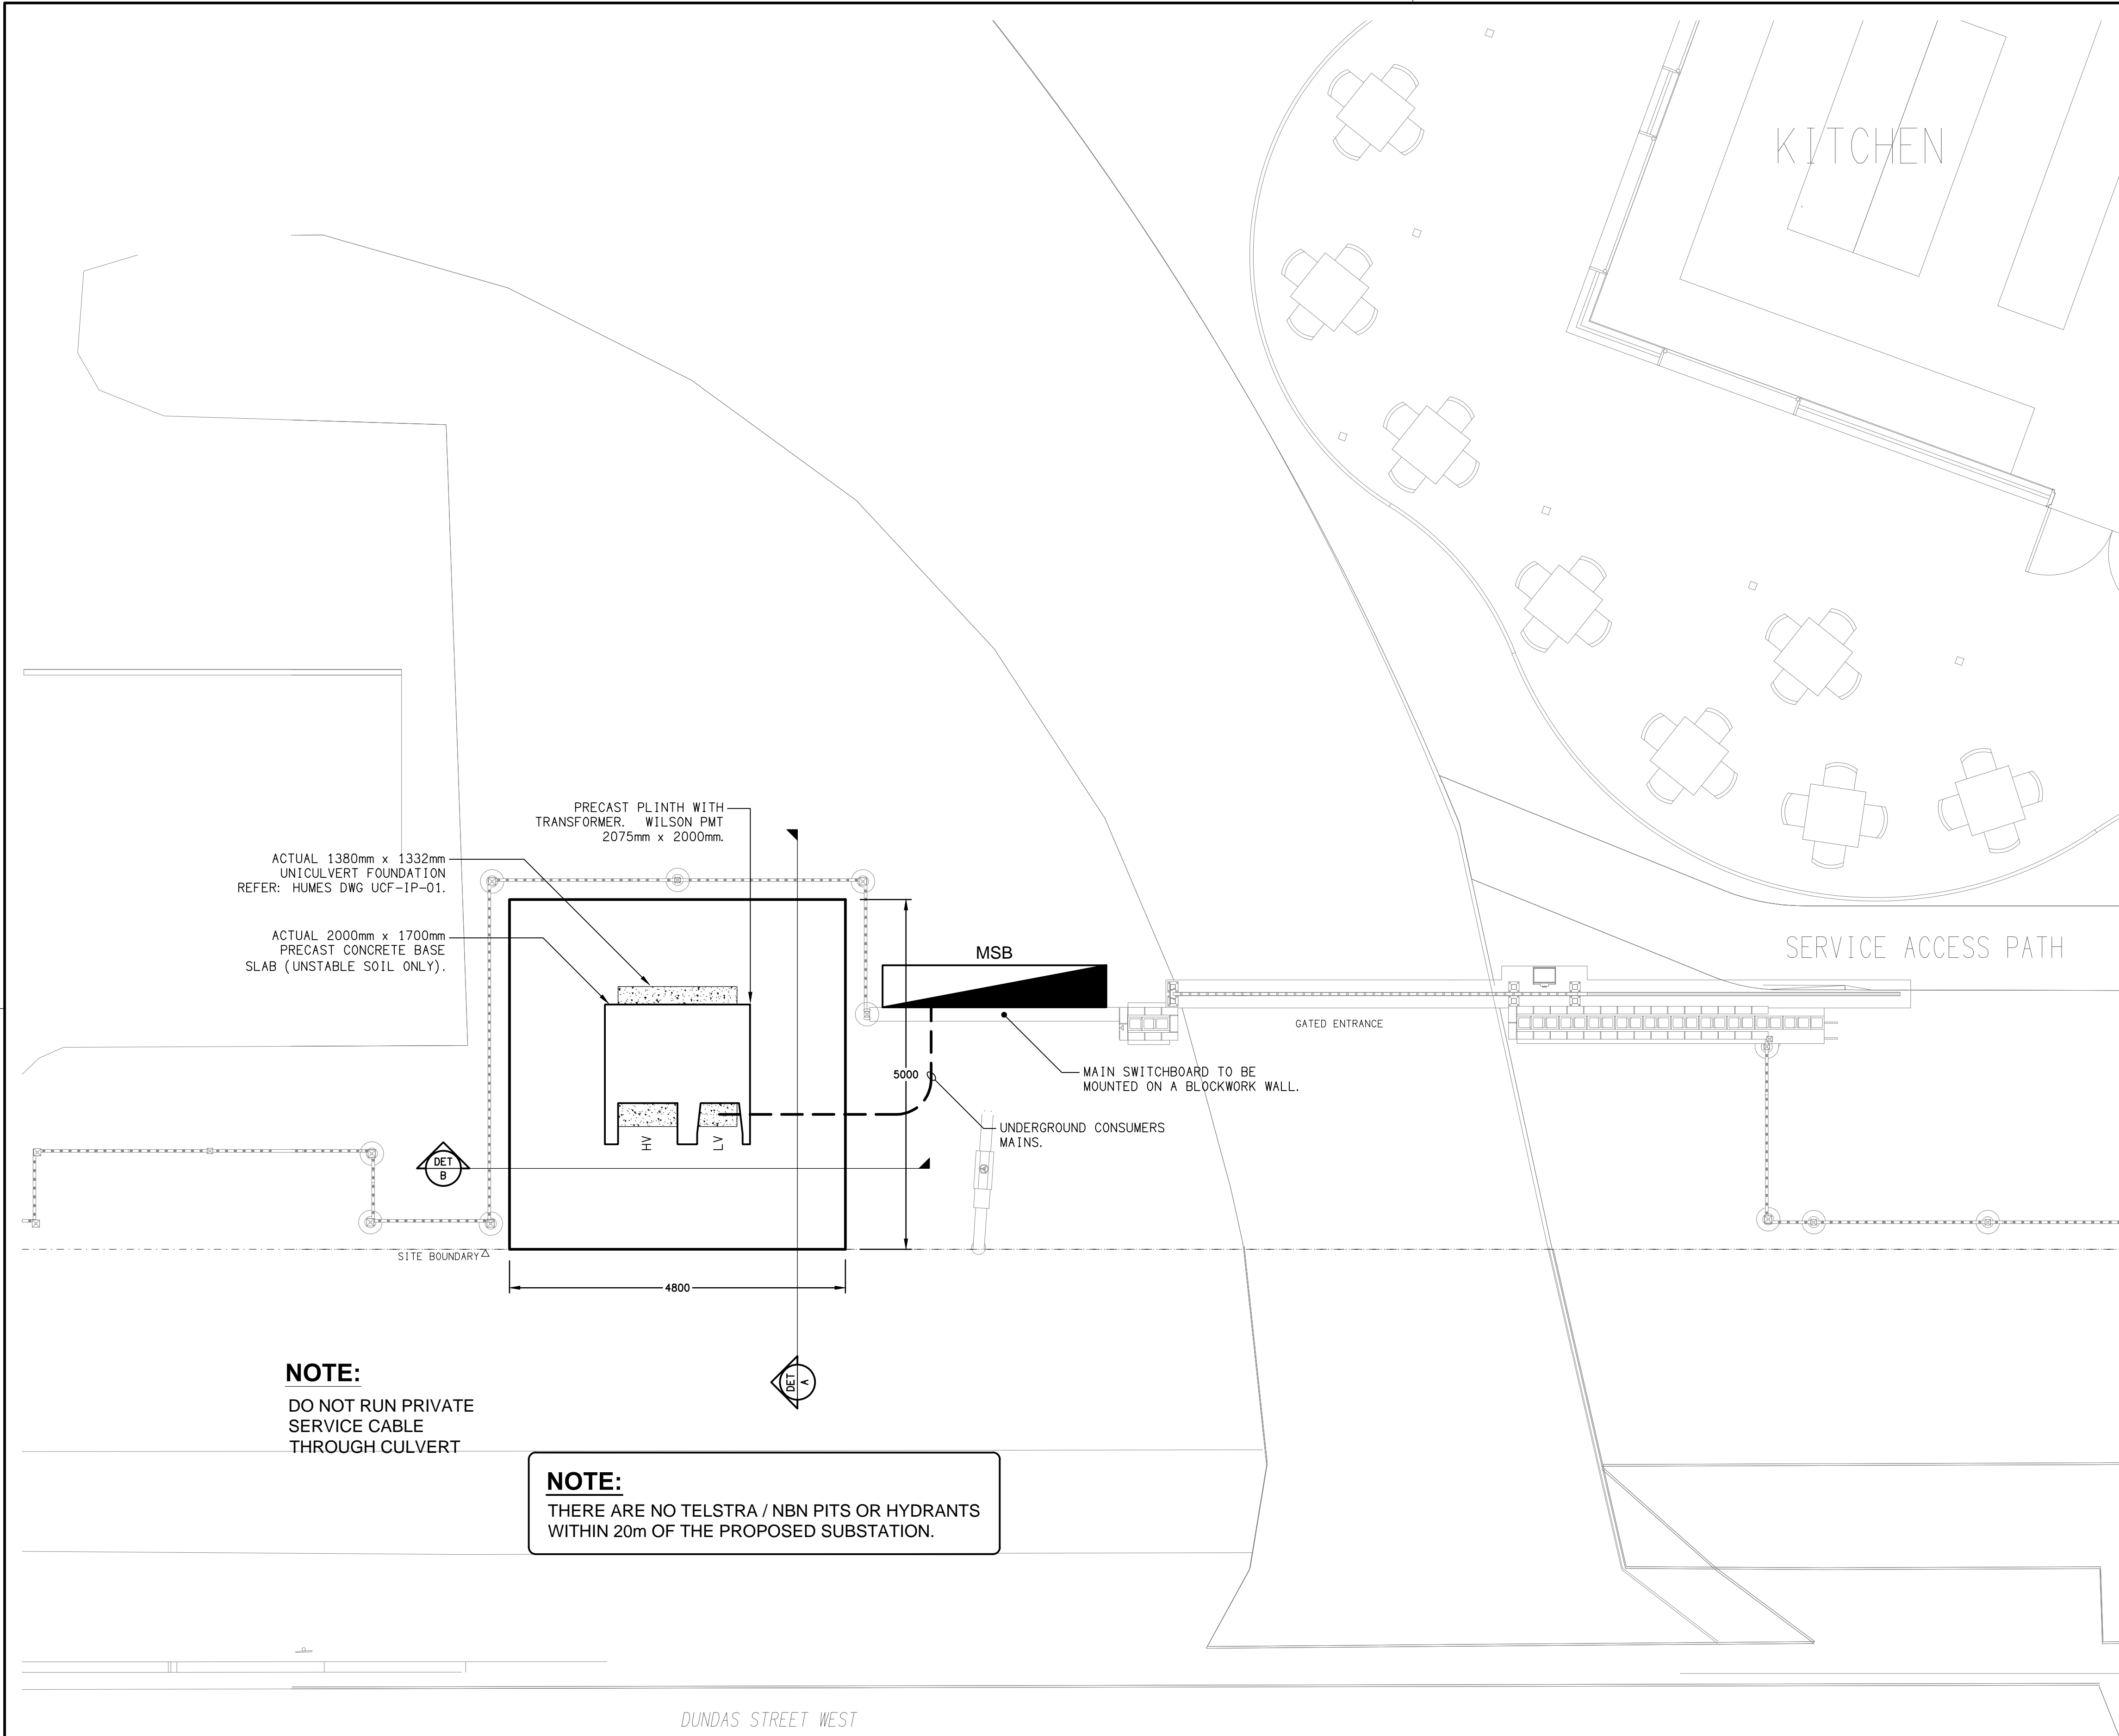 KITCHEN
PRECAST PLINTH WITH
TRANSFORMER. WILSON PMT
2075mm x 2000mm.
ACTUAL 1380mm x 1332mm
UNICULVERT FOUNDATION
REFER: HUMES DWG UCF-IP-01.
ACTUAL 2000mm x 1700mm
PRECAST CONCRETE BASE
SLAB (UNSTABLE SOIL ONLY).
MSB
SERVICE ACCESS PATH
GATED ENTRANCE
5000
MAIN SWITCHBOARD TO BE
MOUNTED ON A BLOCKWORK WALL.
UNDERGROUND CONSUMERS
MAINS.
HV
LV
DET
B
SITE BOUNDARY
4800
DET
A
NOTE:
DO NOT RUN PRIVATE
SERVICE CABLE
THROUGH CULVERT
NOTE:
THERE ARE NO TELSTRA / NBN PITS OR HYDRANTS
WITHIN 20m OF THE PROPOSED SUBSTATION.
DUNDAS STREET WEST